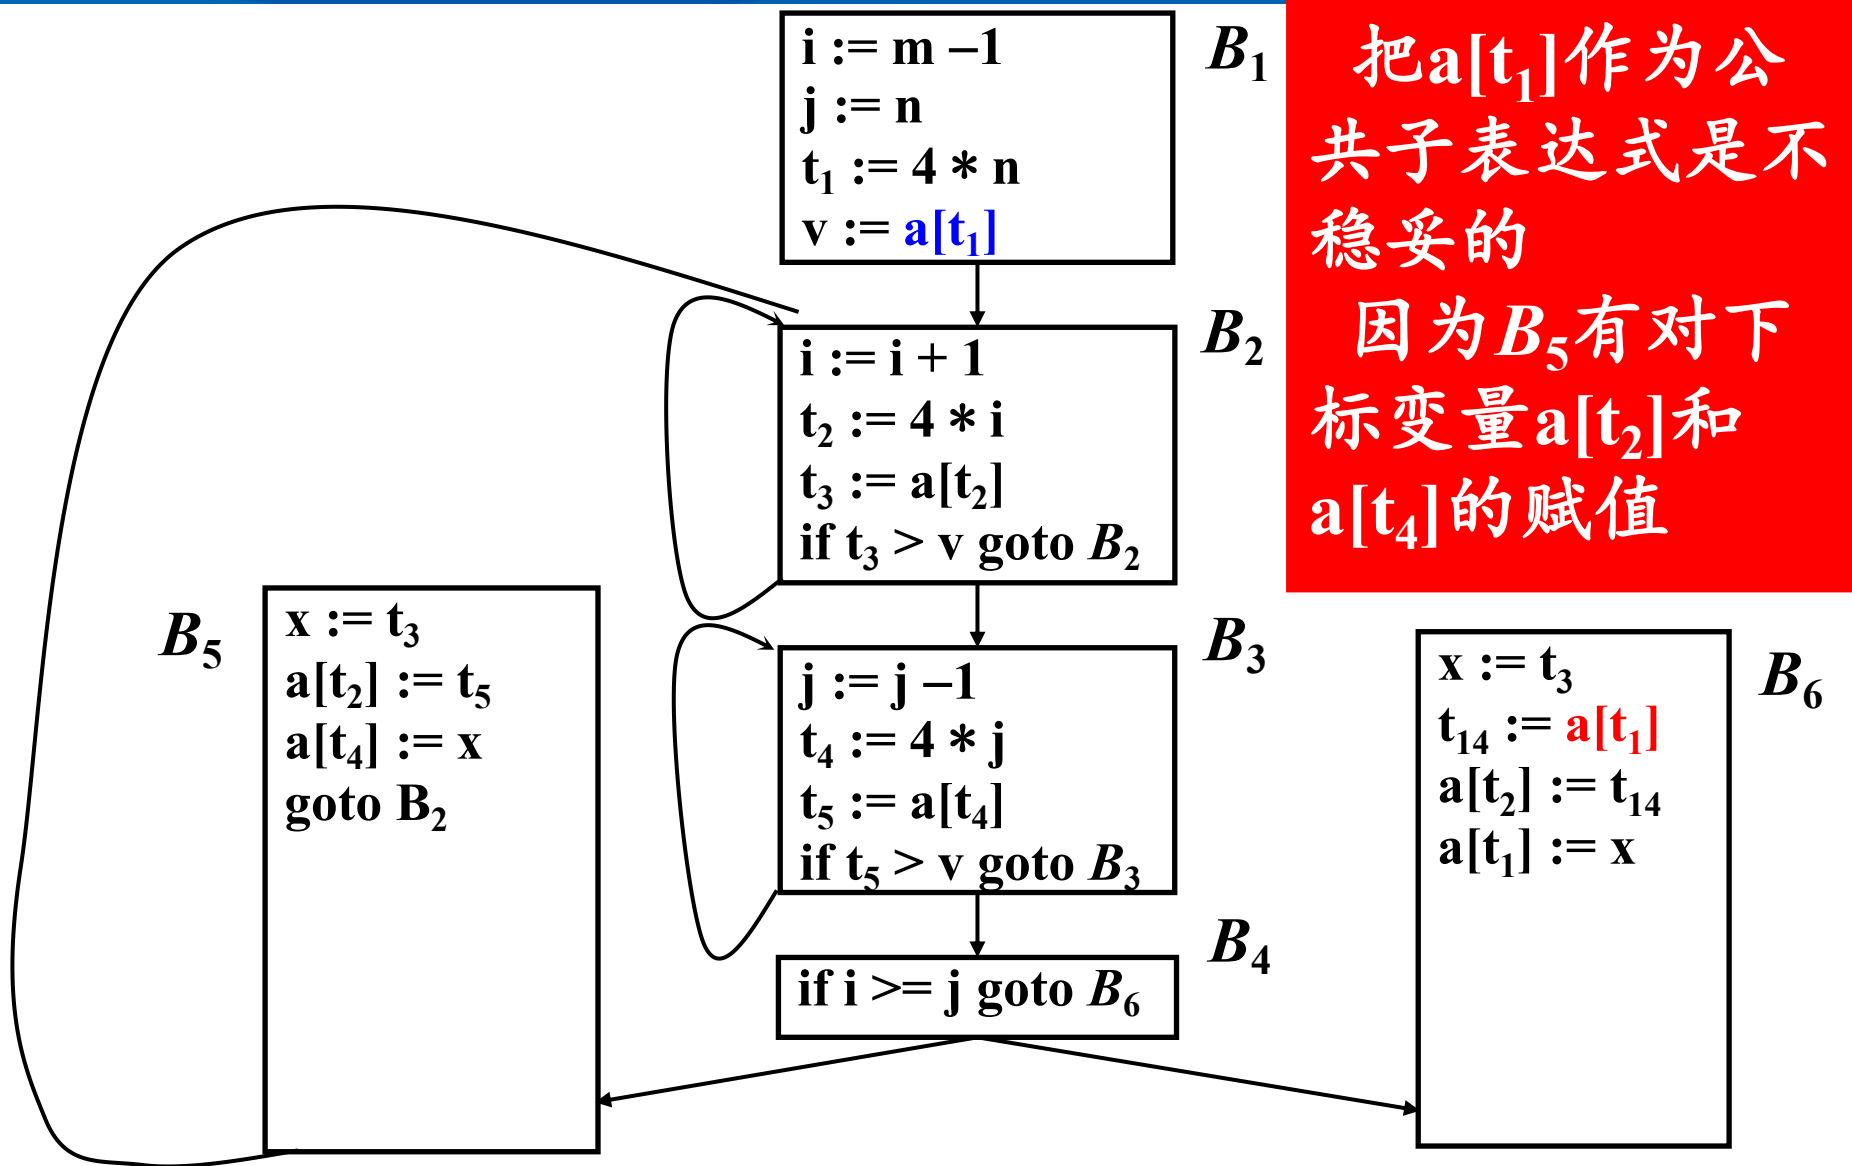 i := m –1
j := n
t₁ := 4 * n
v := a[t₁]
B₁
把a[t₁]作为公
共子表达式是不
稳妥的
因为B₅有对下
标变量a[t₂]和
a[t₄]的赋值
i := i + 1
t₂ := 4 * i
t₃ := a[t₂]
if t₃ > v goto B₂
B₂
j := j –1
t₄ := 4 * j
t₅ := a[t₄]
if t₅ > v goto B₃
B₃
if i >= j goto B₆
B₄
B₅
x := t₃
a[t₂] := t₅
a[t₄] := x
goto B₂
x := t₃
t₁₄ := a[t₁]
a[t₂] := t₁₄
a[t₁] := x
B₆